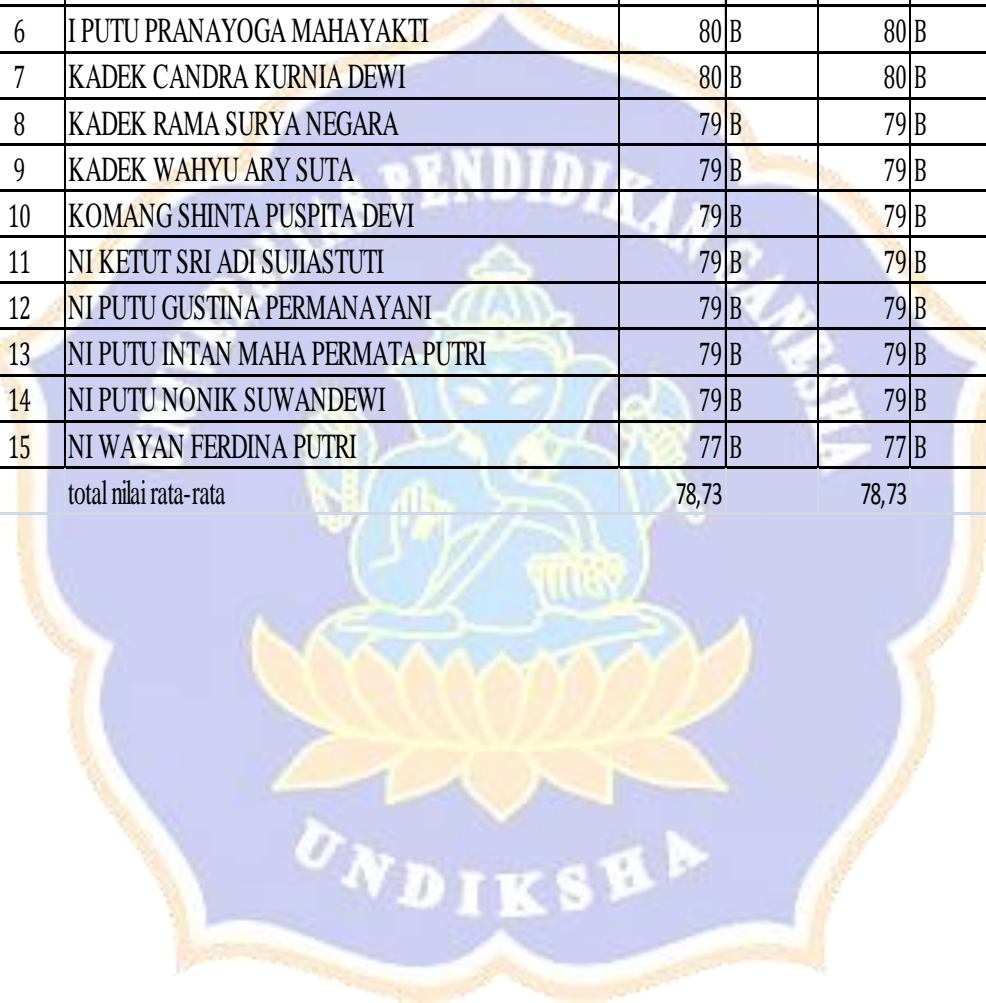 6 I PUTU PRANAYOGA MAHAYAKTI 80 B 80 B
7 KADEK CANDRA KURNIA DEWI 80 B 80 B
8 KADEK RAMA SURYA NEGARA 79 B 79 B
9 KADEK WAHYU ARY SUTA 79 B 79 B
10 KOMANG SHINTA PUSPITA DEVI 79 B 79 B
11 NI KETUT SRI ADI SUJIASTUTI 79 B 79 B
12 NI PUTU GUSTINA PERMANAYANI 79 B 79 B
13 NI PUTU INTAN MAHA PERMATA PUTRI 79 B 79 B
14 NI PUTU NONIK SUWANDEWI 79 B 79 B
15 NI WAYAN FERDINA PUTRI 77 B 77 B
total nilai rata-rata 78,73 78,73
UNIVERSITAS PENDIDIKAN GANESHA
UNDIKSHA